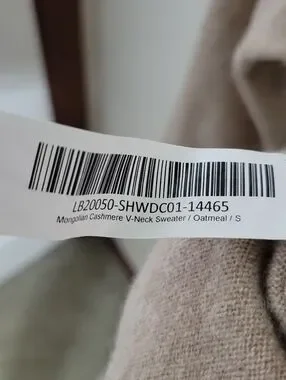 LB20050-SHWDC01-14465
Mongolian Cashmere V-Neck Sweater / Oatmeal / S